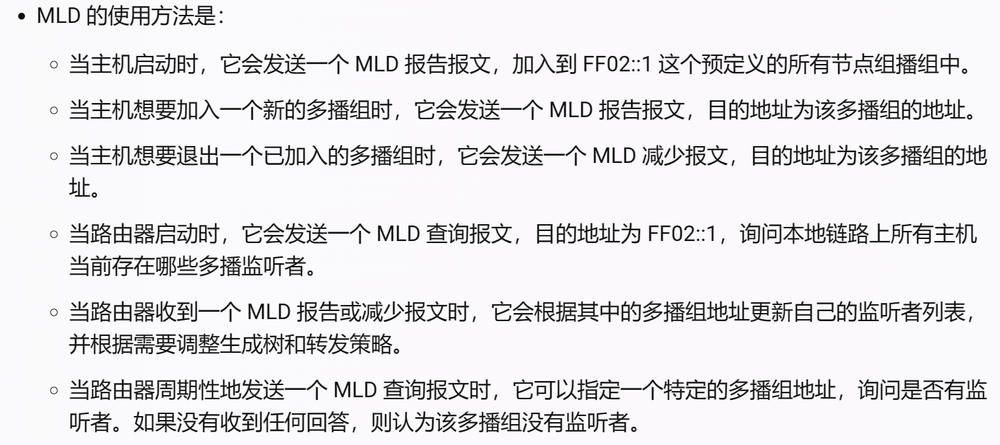 • MLD 的使用方法是：
○ 当主机启动时，它会发送一个 MLD 报告报文，加入到 FF02::1 这个预定义的所有节点组播组中。
○ 当主机想要加入一个新的多播组时，它会发送一个 MLD 报告报文，目的地址为该多播组的地址。
○ 当主机想要退出一个已加入的多播组时，它会发送一个 MLD 减少报文，目的地址为该多播组的地
址。
○ 当路由器启动时，它会发送一个 MLD 查询报文，目的地址为 FF02::1，询问本地链路上所有主机
当前存在哪些多播监听者。
○ 当路由器收到一个 MLD 报告或减少报文时，它会根据其中的多播组地址更新自己的监听者列表，
并根据需要调整生成树和转发策略。
○ 当路由器周期性地发送一个 MLD 查询报文时，它可以指定一个特定的多播组地址，询问是否有监
听者。如果没有收到任何回答，则认为该多播组没有监听者。